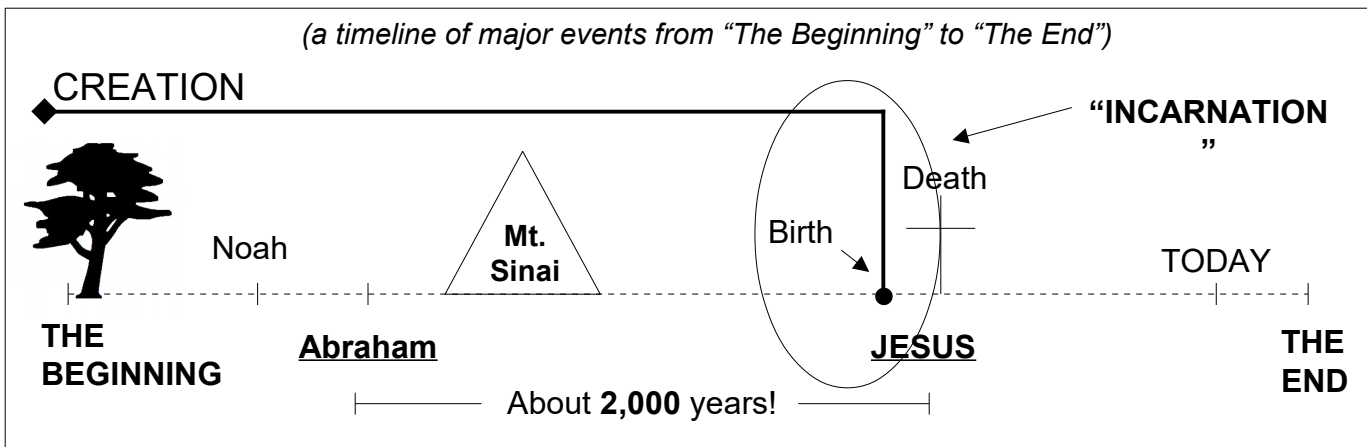 (a timeline of major events from “The Beginning” to “The End”)
CREATION
“INCARNATION
”
Death
Birth
Noah
Mt.
Sinai
TODAY
THE
BEGINNING
Abraham
JESUS
THE
END
About 2,000 years!